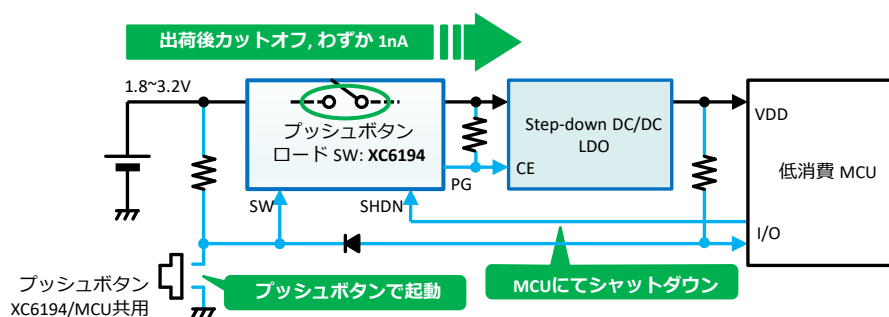 出荷後カットオフ, わずか 1nA
1.8~3.2V
プッシュボタン
ロード SW: XC6194
Step-down DC/DC
LDO
VDD
CE
PG
低消費 MCU
SW
SHDN
I/O
プッシュボタン
XC6194/MCU共用
プッシュボタンで起動
MCUにてシャットダウン